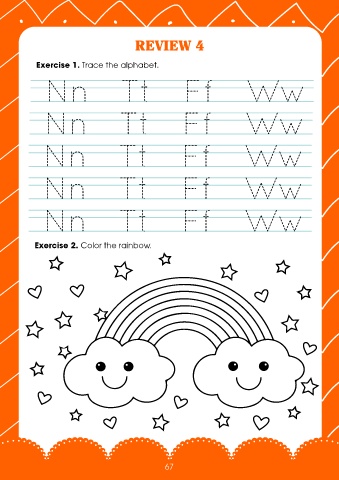 REVIEW 4
Exercise 1. Trace the alphabet.
Nn Tt Ff Ww
Nn Tt Ff Ww
Nn Tt Ff Ww
Nn Tt Ff Ww
Nn Tt Ff Ww
Exercise 2. Color the rainbow.
67